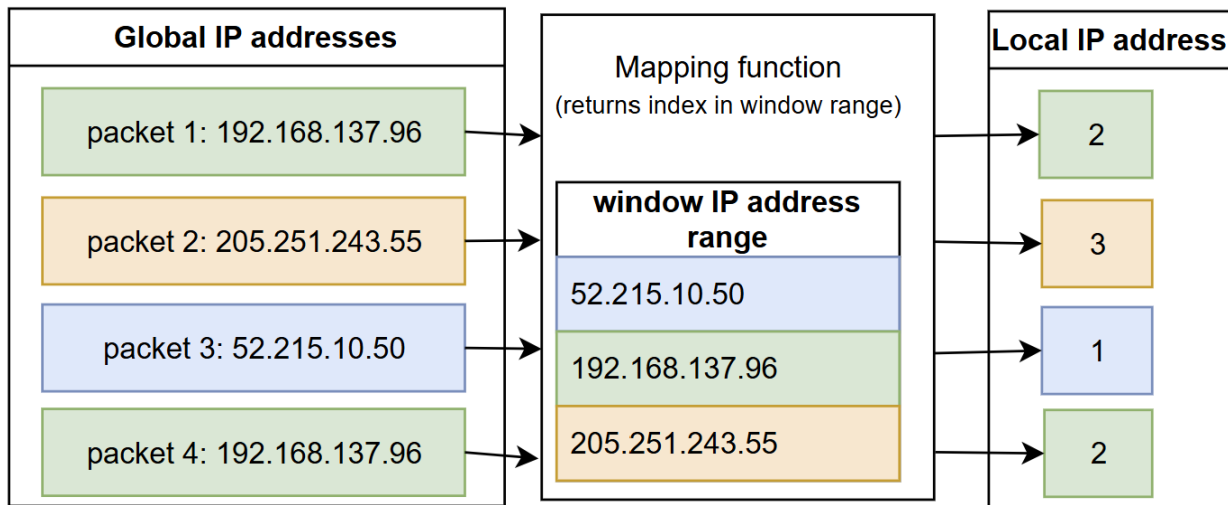 Global IP addresses
packet 1: 192.168.137.96
packet 2: 205.251.243.55
packet 3: 52.215.10.50
packet 4: 192.168.137.96
Mapping function
(returns index in window range)
window IP address
range
52.215.10.50
192.168.137.96
205.251.243.55
Local IP address
2
3
1
2